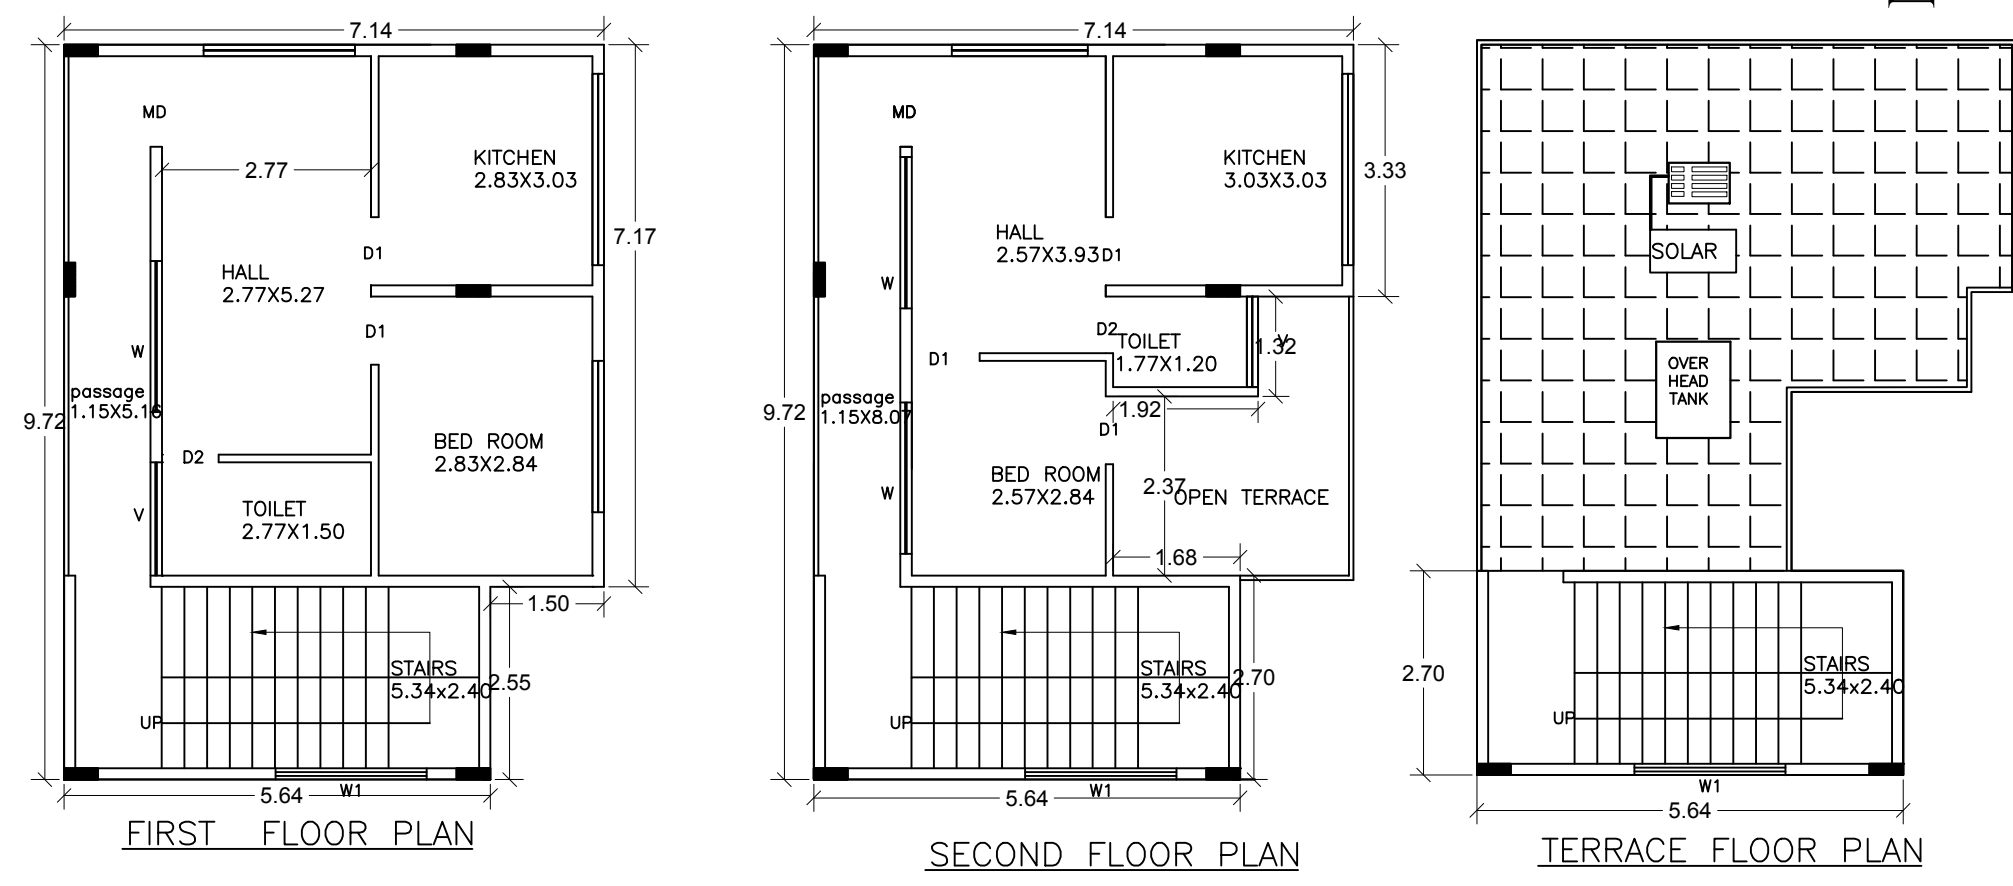 7.14
MD
KITCHEN
2.83X3.03
2.77
7.17
D1
HALL
2.77X5.27
D1
W
passage
1.15X5.16
9.72
D2
BED ROOM
2.83X2.84
TOILET
2.77X1.50
V
1.50
STAIRS
5.34x2.40
2.55
UP
W1
5.64
FIRST FLOOR PLAN
7.14
MD
KITCHEN
3.03X3.03
3.33
HALL
2.57X3.93
D1
W
D2
TOILET
1.77X1.20
V
1.32
D1
passage
1.15X8.07
9.72
1.92
D1
BED ROOM
2.57X2.84
2.37
OPEN TERRACE
W
1.68
STAIRS
5.34x2.40
2.70
UP
W1
5.64
SECOND FLOOR PLAN
SOLAR
OVER
HEAD
TANK
2.70
STAIRS
5.34x2.40
UP
W1
5.64
TERRACE FLOOR PLAN